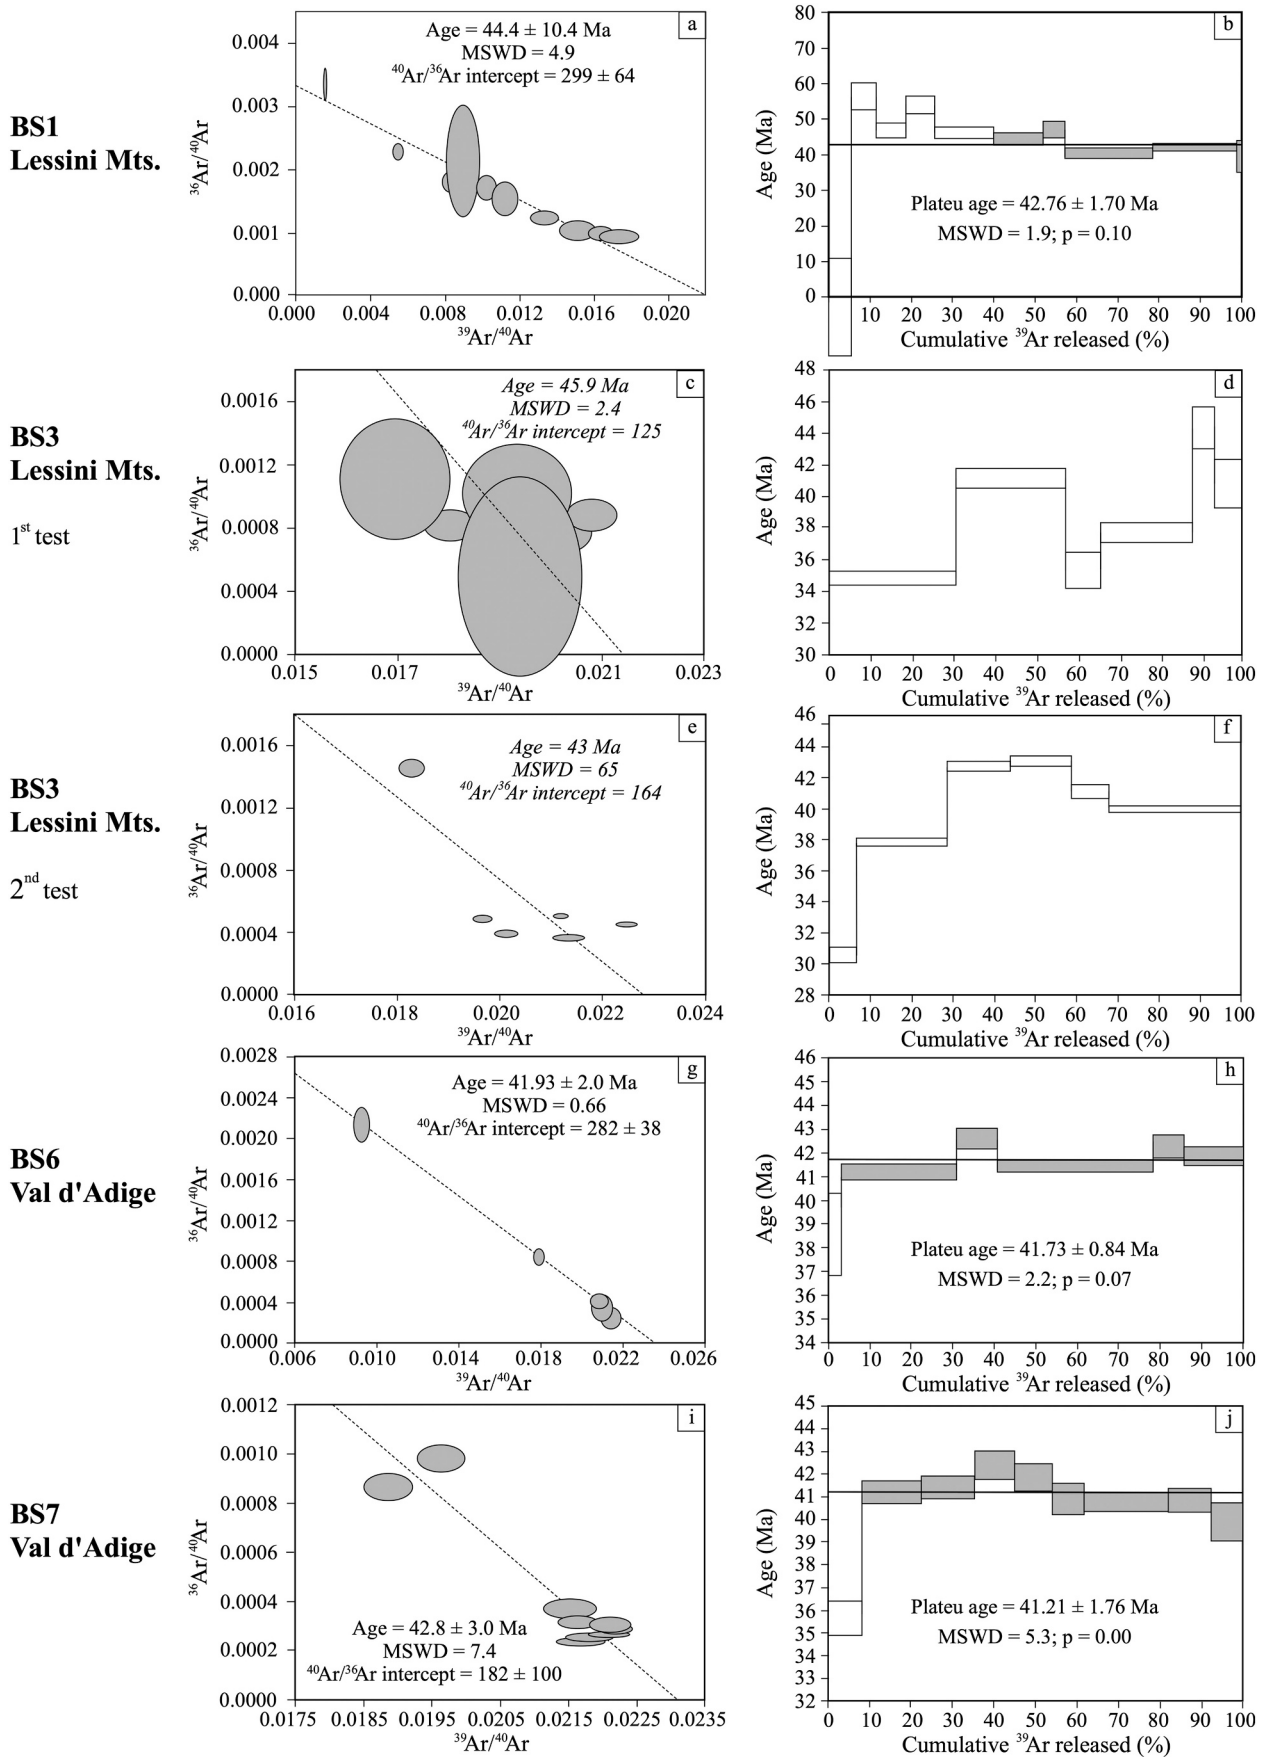 BS1
Lessini Mts.
a
Age = 44.4 ± 10.4 Ma
MSWD = 4.9
⁴⁰Ar/³⁶Ar intercept = 299 ± 64
³⁶Ar/⁴⁰Ar
0.004
0.003
0.002
0.001
0.000
0.000 0.004 0.008 0.012 0.016 0.020
³⁹Ar/⁴⁰Ar
b
Age (Ma)
80
70
60
50
40
30
20
10
0
Plateu age = 42.76 ± 1.70 Ma
MSWD = 1.9; p = 0.10
10 20 30 40 50 60 70 80 90 100
Cumulative ³⁹Ar released (%)
BS3
Lessini Mts.
1st test
c
Age = 45.9 Ma
MSWD = 2.4
⁴⁰Ar/³⁶Ar intercept = 125
³⁶Ar/⁴⁰Ar
0.0016
0.0012
0.0008
0.0004
0.0000
0.015 0.017 0.021 0.023
³⁹Ar/⁴⁰Ar
d
Age (Ma)
48
46
44
42
40
38
36
34
32
30
0 10 20 30 40 50 60 70 80 90 100
Cumulative ³⁹Ar released (%)
BS3
Lessini Mts.
2nd test
e
Age = 43 Ma
MSWD = 65
⁴⁰Ar/³⁶Ar intercept = 164
³⁶Ar/⁴⁰Ar
0.0016
0.0012
0.0008
0.0004
0.0000
0.016 0.018 0.020 0.022 0.024
³⁹Ar/⁴⁰Ar
f
Age (Ma)
46
44
42
40
38
36
34
32
30
28
0 10 20 30 40 50 60 70 80 90 100
Cumulative ³⁹Ar released (%)
BS6
Val d'Adige
g
Age = 41.93 ± 2.0 Ma
MSWD = 0.66
⁴⁰Ar/³⁶Ar intercept = 282 ± 38
³⁶Ar/⁴⁰Ar
0.0028
0.0024
0.0020
0.0016
0.0012
0.0008
0.0004
0.0000
0.006 0.010 0.014 0.018 0.022 0.026
³⁹Ar/⁴⁰Ar
h
Age (Ma)
46
45
44
43
42
41
40
39
38
37
36
35
34
Plateu age = 41.73 ± 0.84 Ma
MSWD = 2.2; p = 0.07
0 10 20 30 40 50 60 70 80 90 100
Cumulative ³⁹Ar released (%)
BS7
Val d'Adige
i
³⁶Ar/⁴⁰Ar
0.0012
0.0010
0.0008
0.0006
0.0004
0.0002
0.0000
Age = 42.8 ± 3.0 Ma
MSWD = 7.4
⁴⁰Ar/³⁶Ar intercept = 182 ± 100
0.0175 0.0185 0.0195 0.0205 0.0215 0.0225 0.0235
³⁹Ar/⁴⁰Ar
j
Age (Ma)
45
44
43
42
41
40
39
38
37
36
35
33
32
Plateu age = 41.21 ± 1.76 Ma
MSWD = 5.3; p = 0.00
0 10 20 30 40 50 60 70 80 90 100
Cumulative ³⁹Ar released (%)